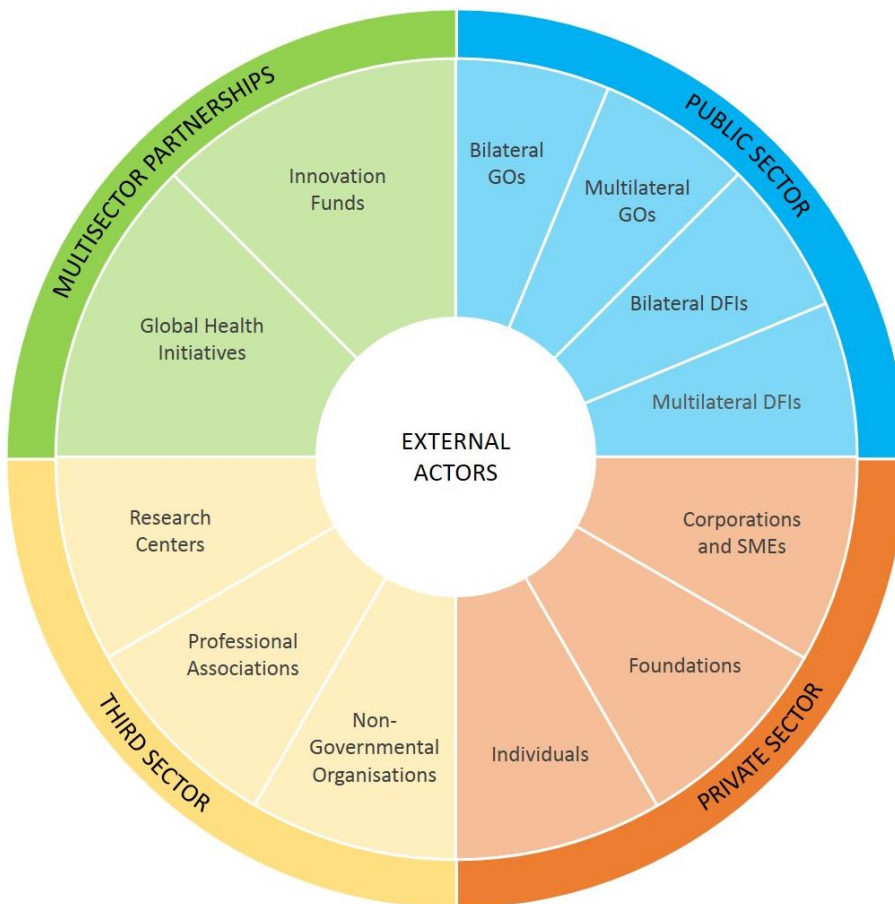 MULTISECTOR PARTNERSHIPS
Innovation
Funds
Global Health
Initiatives
PUBLIC SECTOR
Bilateral
GOs
Multilateral
GOs
Bilateral DFIs
Multilateral DFIs
EXTERNAL
ACTORS
PRIVATE SECTOR
Corporations
and SMEs
Foundations
Individuals
THIRD SECTOR
Research
Centers
Professional
Associations
Non-
Governmental
Organisations